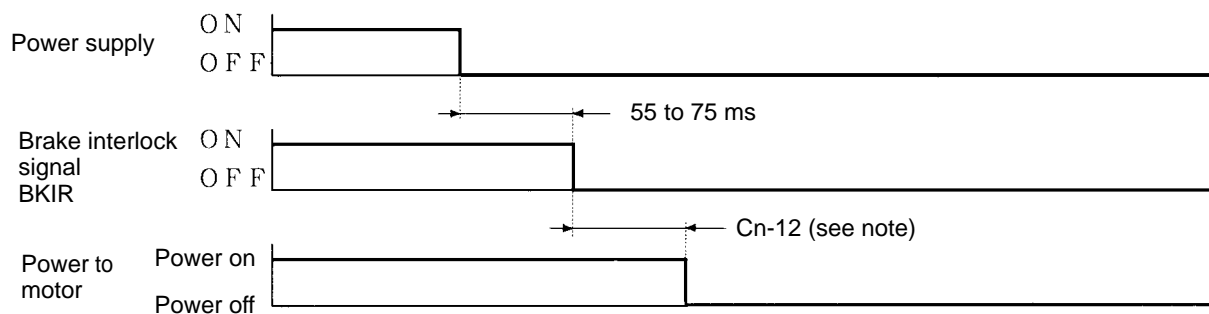 Power supply
ON
OFF
55 to 75 ms
Brake interlock
signal
BKIR
ON
OFF
Cn-12 (see note)
Power to
motor
Power on
Power off